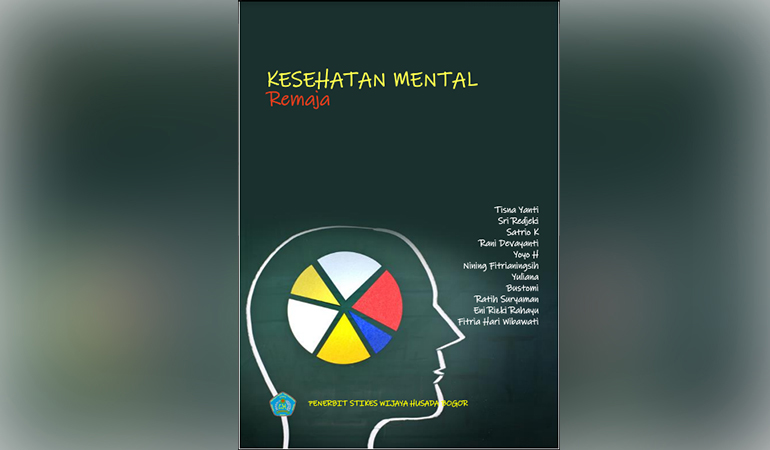 KESEHATAN MENTAL
Remaja
Tisna Yanti
Sri Redjeki
Satrio K
Rani Devayanti
Yoyo H
Nining Fitrianingsih
Yuliana
Bustomi
Ratih Suryaman
Eni Rizki Rahayu
Fitria Hari Wibawati
PENERBIT STIKES WIJAYA HUSADA BOGOR